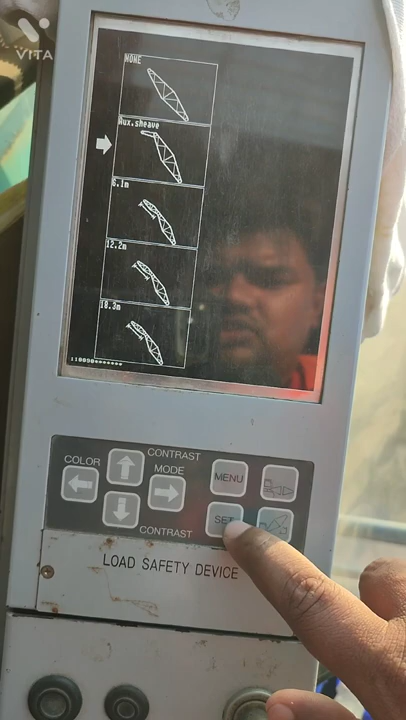 VITA
NONE
Aux.sheave
6.1m
12.2m
18.3m
COLOR
CONTRAST
MODE
MENU
SET
CONTRAST
LOAD SAFETY DEVICE